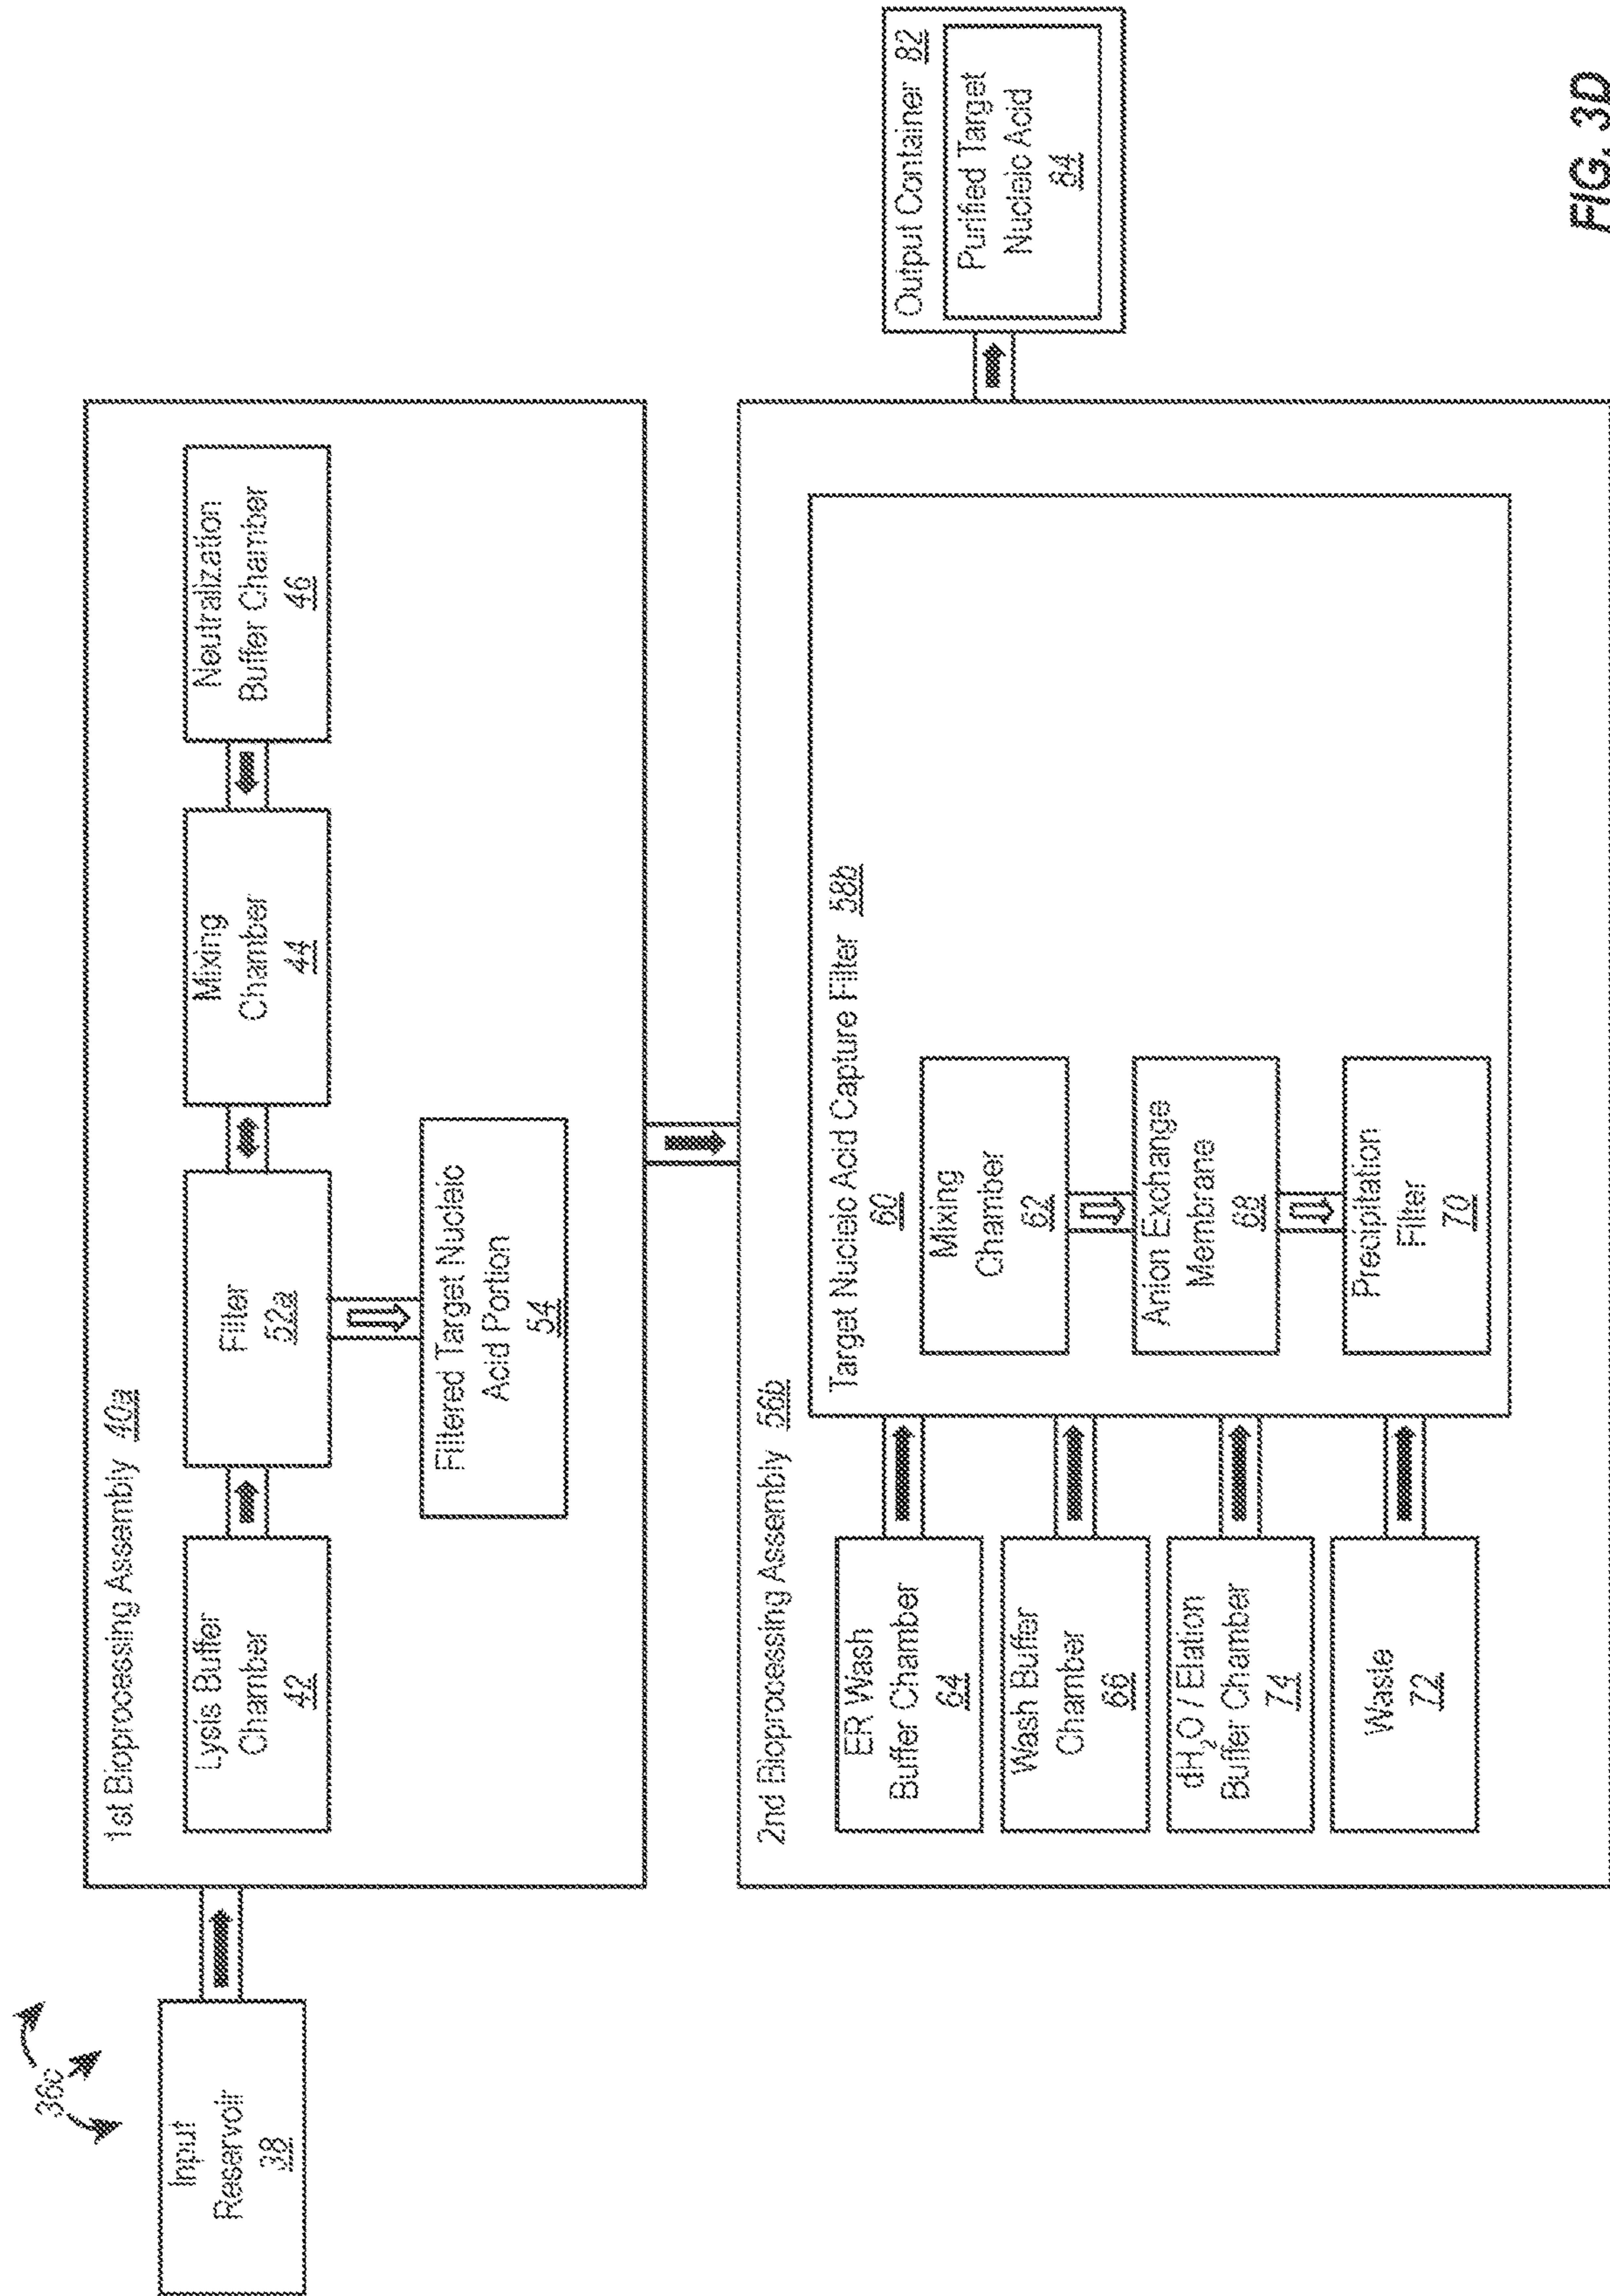 36c
Input
Reservoir
38
1st Bioprocessing Assembly 40a
Lysis Buffer
Chamber
42
Filter
52a
Mixing
Chamber
44
Neutralization
Buffer Chamber
46
Filtered Target Nucleic
Acid Portion
54
2nd Bioprocessing Assembly 56b
ER Wash
Buffer Chamber
64
Wash Buffer
Chamber
66
dH₂O / Elation
Buffer Chamber
74
Waste
72
Target Nucleic Acid Capture Filter 58b
60
Mixing
Chamber
62
Anion Exchange
Membrane
68
Precipitation
Filter
70
Output Container 82
Purified Target
Nucleic Acid
84
FIG. 3D